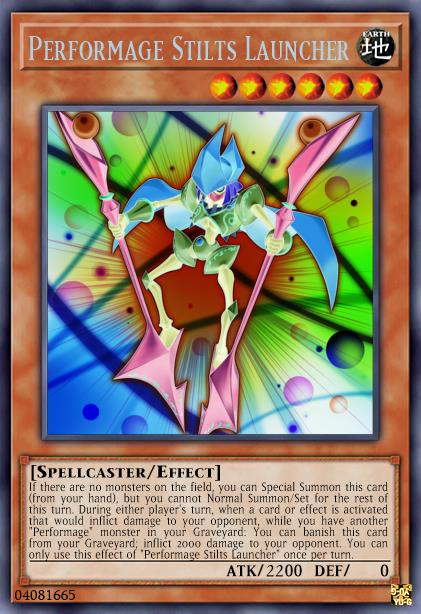 PERFORMAGE STILTS LAUNCHER
EARTH
地
[SPELLCASTER/EFFECT]
If there are no monsters on the field, you can Special Summon this card
(from your hand), but you cannot Normal Summon/Set for the rest of
this turn. During either player's turn, when a card or effect is activated
that would inflict damage to your opponent, while you have another
"Performage" monster in your Graveyard: You can banish this card
from your Graveyard; inflict 2000 damage to your opponent. You can
only use this effect of "Performage Stilts Launcher" once per turn.
ATK/2200 DEF/ 0
04081665